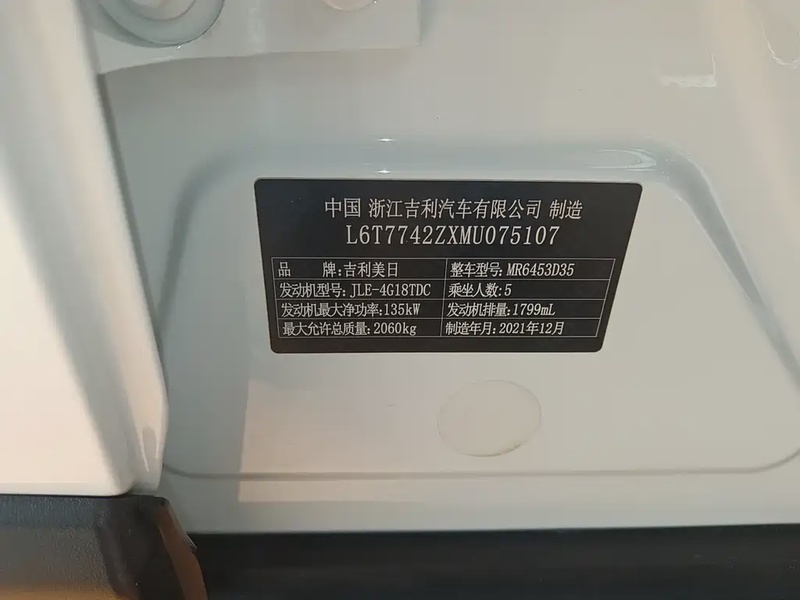 中国 浙江吉利汽车有限公司 制造
L6T7742ZXMU075107
品 牌:吉利美日 整车型号:MR6453D35
发动机型号:JLE-4G18TDC 乘坐人数:5
发动机最大净功率:135kW 发动机排量:1799mL
最大允许总质量:2060kg 制造年月:2021年12月